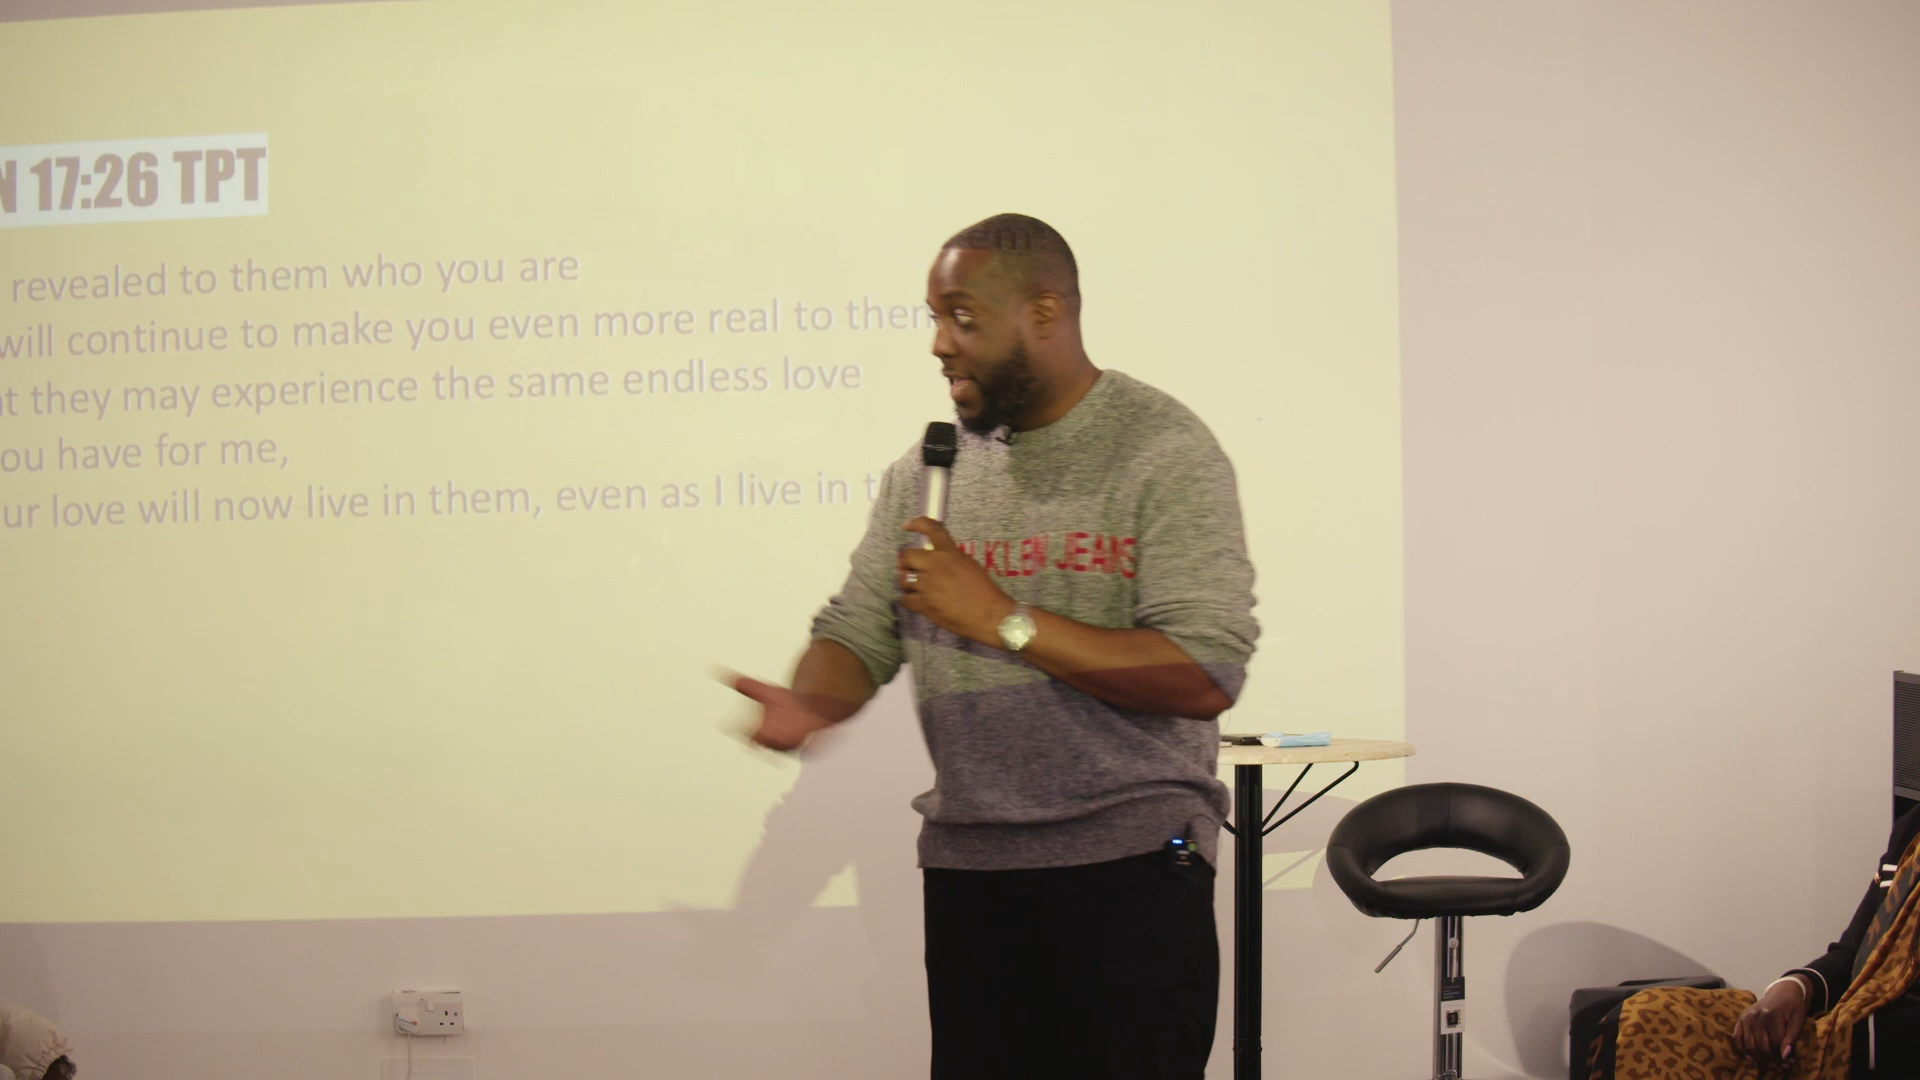 N 17:26 TPT
revealed to them who you are
will continue to make you even more real to them
they may experience the same endless love
have for me,
love will now live in them, even as I live in
KLEIN JEANS